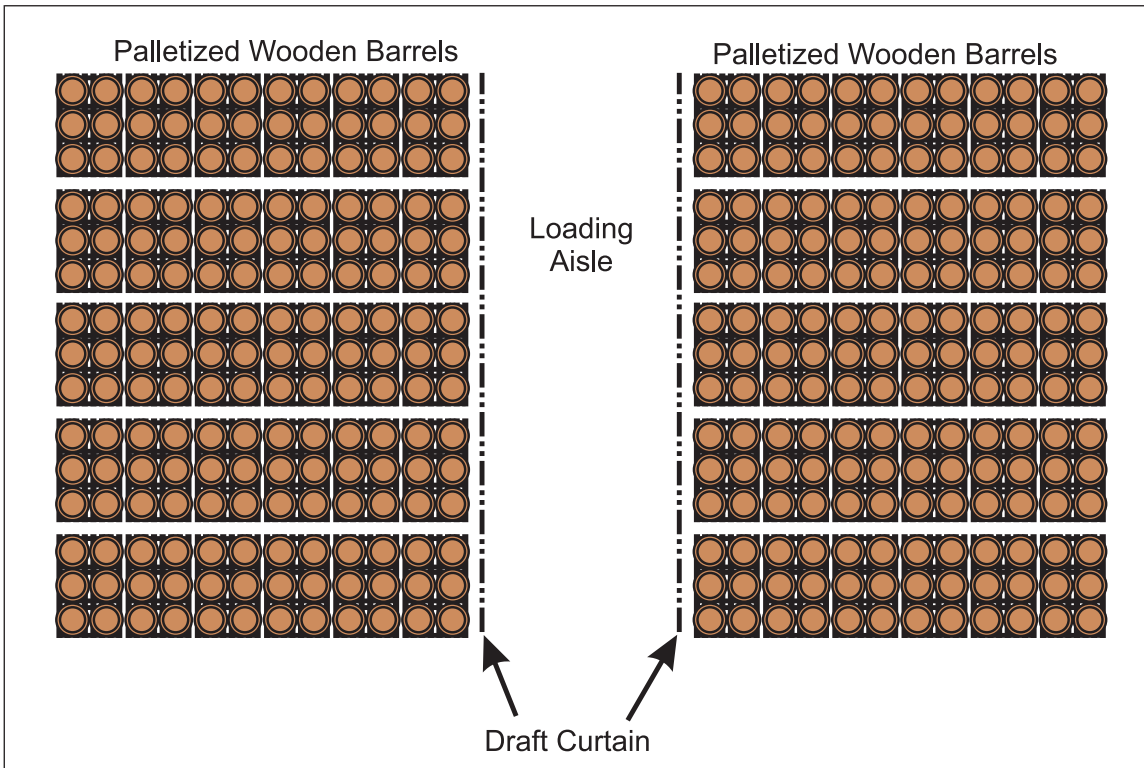 Palletized Wooden Barrels
Palletized Wooden Barrels
Loading
Aisle
Draft Curtain